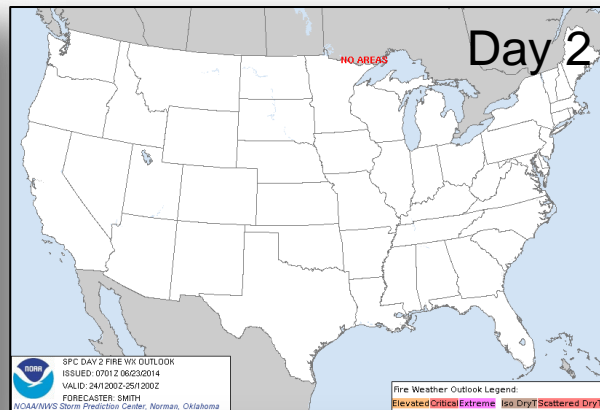 Day 2
NO AREAS
NOAA
SPC DAY 2 FIRE WX OUTLOOK
ISSUED: 0701Z 06/23/2014
VALID: 24/1200Z-25/1200Z
FORECASTER: SMITH
NOAA/NWS Storm Prediction Center, Norman, Oklahoma
Fire Weather Outlook Legend:
Elevated Critical Extreme Iso DryT Scattered DryT